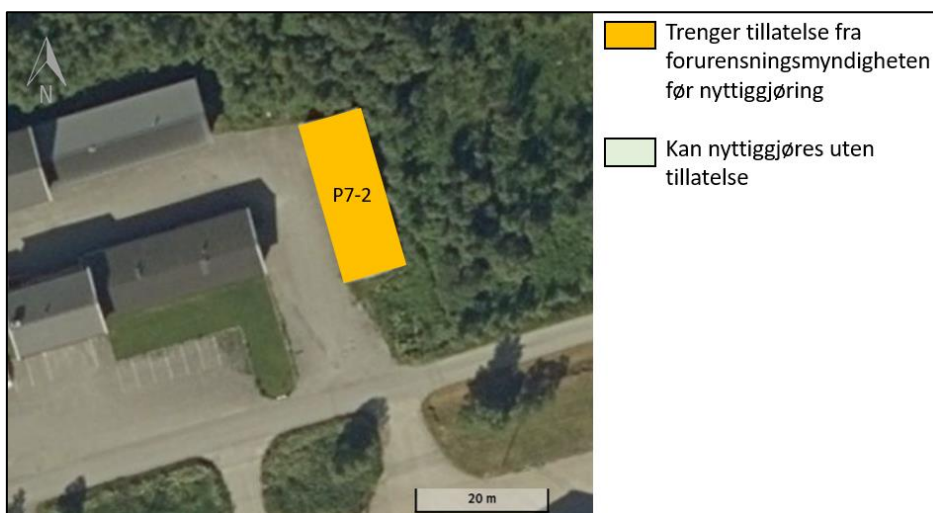 N
P7-2
20 m
Trenger tillatelse fra
forurensningsmyndigheten
før nyttiggjøring
Kan nyttiggjøres uten
tillatelse